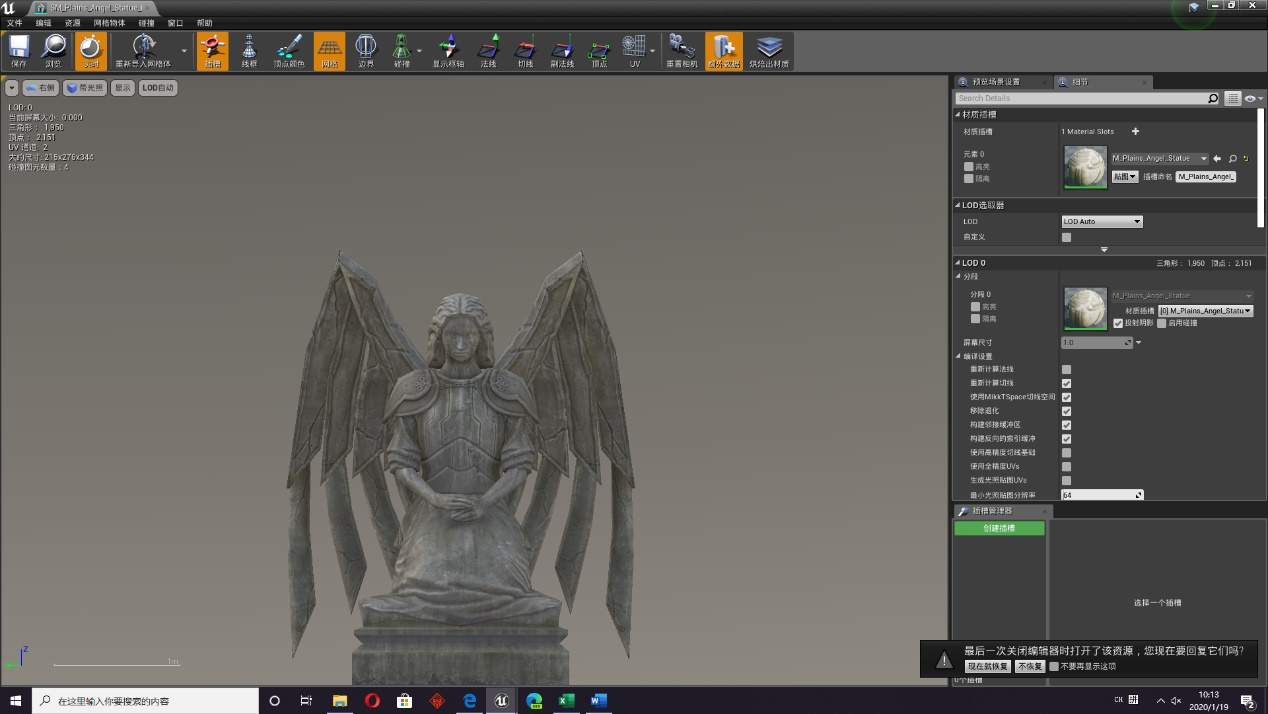 SM_Plains_Angel_Statue
文件 编辑 资源 网格物体 碰撞 窗口 帮助
保存 浏览 实时 重新导入网格体 插槽 线框 顶点颜色 网格 边界 碰撞 显示枢轴 法线 切线 副法线 顶点 UV 重置相机 额外数据 烘焙出材质
右侧 带光照 显示 LOD自动
LOD: 0
当前屏幕大小: 0.000
三角形: 1,950
顶点: 2,151
UV 通道: 2
大约尺寸: 216x276x344
碰撞图元数量: 4
预览场景设置 细节
Search Details
材质插槽
材质插槽 1 Material Slots
元素 0
高亮
隔离
M_Plains_Angel_Statue
贴图 插槽命名 M_Plains_Angel_
LOD选取器
LOD LOD Auto
自定义
LOD 0 三角形: 1,950 顶点: 2,151
分段
分段 0
高亮
隔离
M_Plains_Angel_Statue
材质插槽 [0] M_Plains_Angel_Statu
投射阴影 启用碰撞
屏幕尺寸 1.0
编译设置
重新计算法线
重新计算切线
使用MikkTSpace切线空间
移除退化
构建邻接缓冲区
构建反向的索引缓冲
使用高精度切线基础
使用全精度UVs
生成光照贴图UVs
最小光照贴图分辨率 64
插槽管理器
创建插槽
选择一个插槽
最后一次关闭编辑器时打开了该资源，您现在要回复它们吗?
现在就恢复 不恢复 不要再显示这项
0个插槽
Z
1m
在这里输入你要搜索的内容
CH
10:13
2020/1/19
2